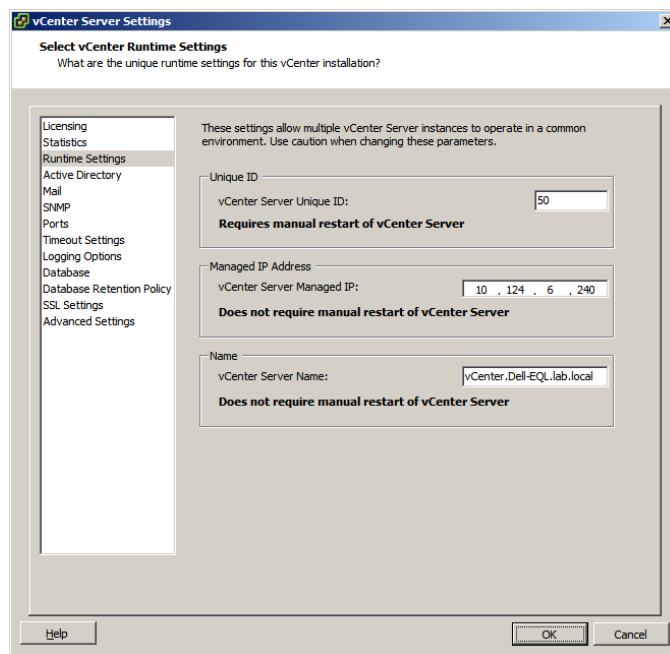 vCenter Server Settings
Select vCenter Runtime Settings
What are the unique runtime settings for this vCenter installation?
Licensing
Statistics
Runtime Settings
Active Directory
Mail
SNMP
Ports
Timeout Settings
Logging Options
Database
Database Retention Policy
SSL Settings
Advanced Settings
These settings allow multiple vCenter Server instances to operate in a common
environment. Use caution when changing these parameters.
Unique ID
vCenter Server Unique ID: 50
Requires manual restart of vCenter Server
Managed IP Address
vCenter Server Managed IP: 10 . 124 . 6 . 240
Does not require manual restart of vCenter Server
Name
vCenter Server Name: vCenter.Dell-EQL.lab.local
Does not require manual restart of vCenter Server
Help OK Cancel